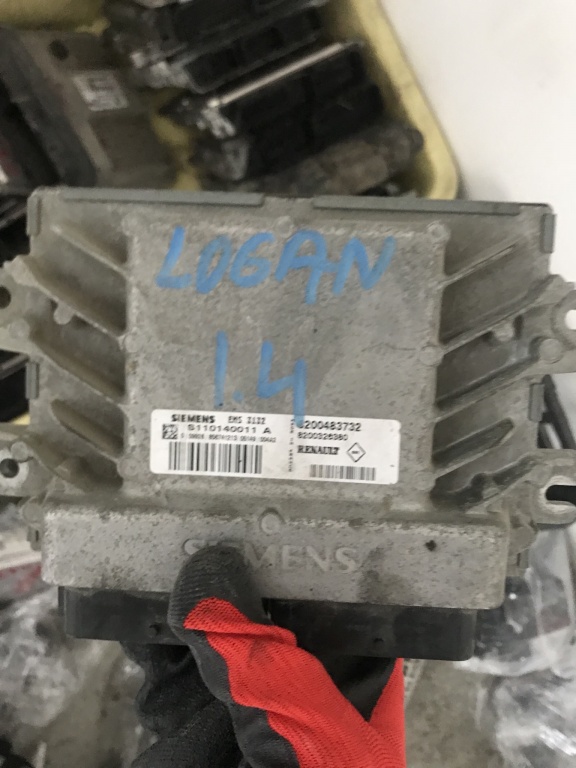 LOGAN
1.4
SIEMENS EMS 3132
S110140011 A
8200483732
8200326380
RENAULT
SIEMENS